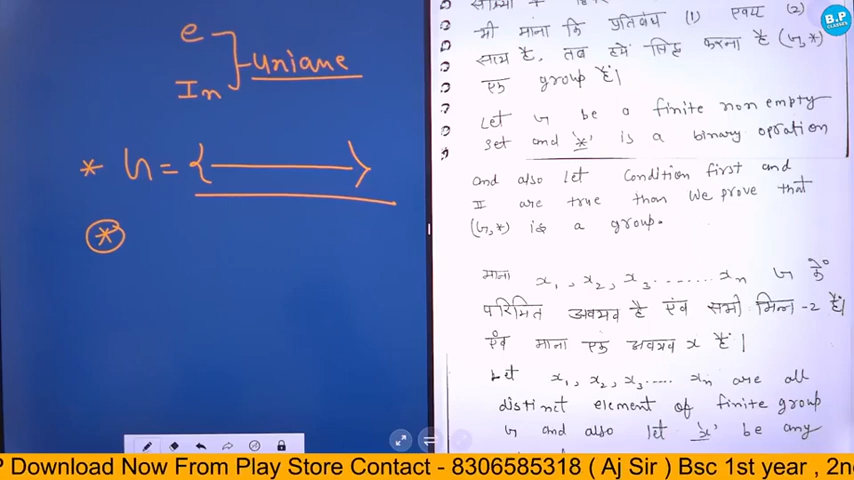 e
In
uniane
* G = {
*
भी माना कि प्रतिबंध (1) एवम (2)
सत्य है, तब हमें सिद्ध करना है (G,*)
एक group हैं|
Let G be a finite non empty
set and '*' is a binary opration
and also let Condition first and
II are true than We prove that
(G,*) is a group.
माना x₁, x₂, x₃ ....... xₙ G के
परिमित अवयव है एंव सभी भिन्न-2 हैं|
एंव माना एक अवयव x हैं|
Let x₁, x₂, x₃..... xₙ are all
distinct element of finite group
G and also let 'x' be any
B.P
CLASSES
P Download Now From Play Store Contact - 8306585318 ( Aj Sir ) Bsc 1st year , 2n